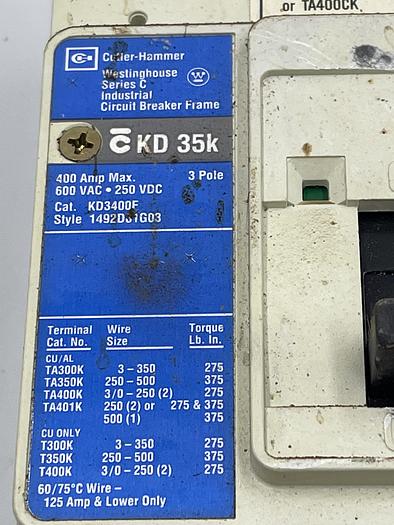 or TA400CK
Cutler-Hammer
Westinghouse
Series C
Industrial
Circuit Breaker Frame
KD 35k
400 Amp Max. 3 Pole
600 VAC • 250 VDC
Cat. KD3400F
Style 1492D61G03
Terminal Wire Torque
Cat. No. Size Lb. In.
CU/AL
TA300K 3-350 275
TA350K 250-500 375
TA400K 3/0-250 (2) 275
TA401K 250 (2) or 275 & 375
500 (1) 375
CU ONLY
T300K 3-350 275
T350K 250-500 375
T400K 3/0-250 (2) 275
60/75°C Wire –
125 Amp & Lower Only